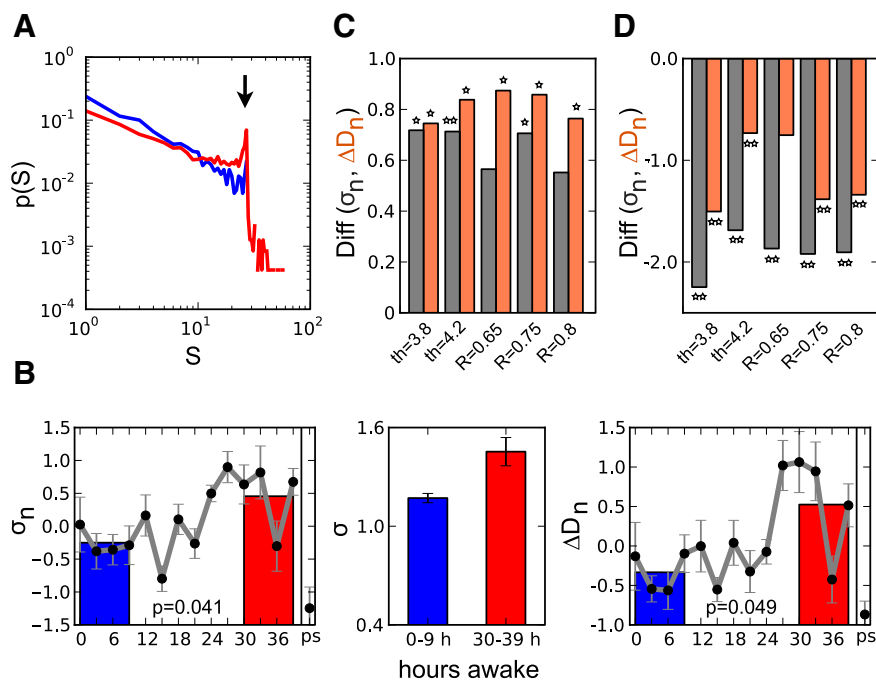 A
10^0
10^-1
10^-2
10^-3
10^-4
p(S)
10^0
10^1
10^2
S
C
1.0
0.8
0.6
0.4
0.2
0
Diff (σn, ΔDn)
th=3.8
th=4.2
R=0.65
R=0.75
R=0.8
D
0.0
-1.0
-2.0
Diff (σn, ΔDn)
th=3.8
th=4.2
R=0.65
R=0.75
R=0.8
B
1.5
1.0
0.5
0.0
-0.5
-1.0
-1.5
σn
p=0.041
0 6 12 18 24 30 36 ps
1.6
1.0
0.4
σ
0-9 h 30-39 h
hours awake
1.5
1.0
0.5
0.0
-0.5
-1.0
ΔDn
p=0.049
0 6 12 18 24 30 36 ps